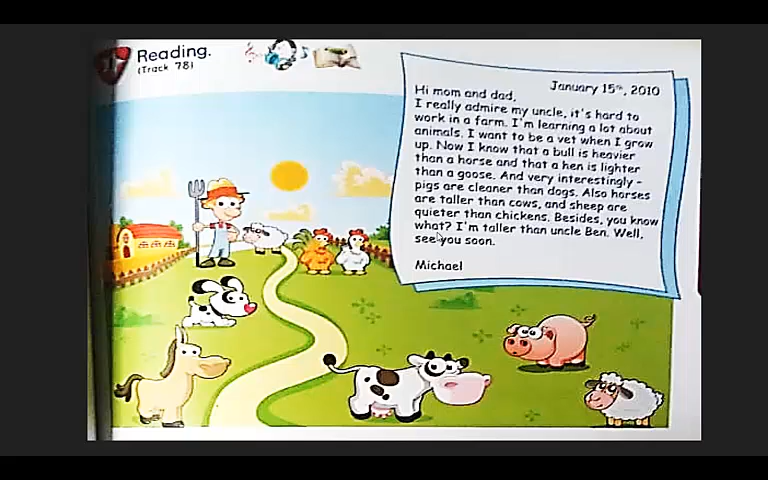 Reading.
(Track 78)
January 15th, 2010
Hi mom and dad,
I really admire my uncle, it's hard to
work in a farm. I'm learning a lot about
animals. I want to be a vet when I grow
up. Now I know that a bull is heavier
than a horse and that a hen is lighter
than a goose. And very interestingly -
pigs are cleaner than dogs. Also horses
are taller than cows, and sheep are
quieter than chickens. Besides, you know
what? I'm taller than uncle Ben. Well,
see you soon.
Michael